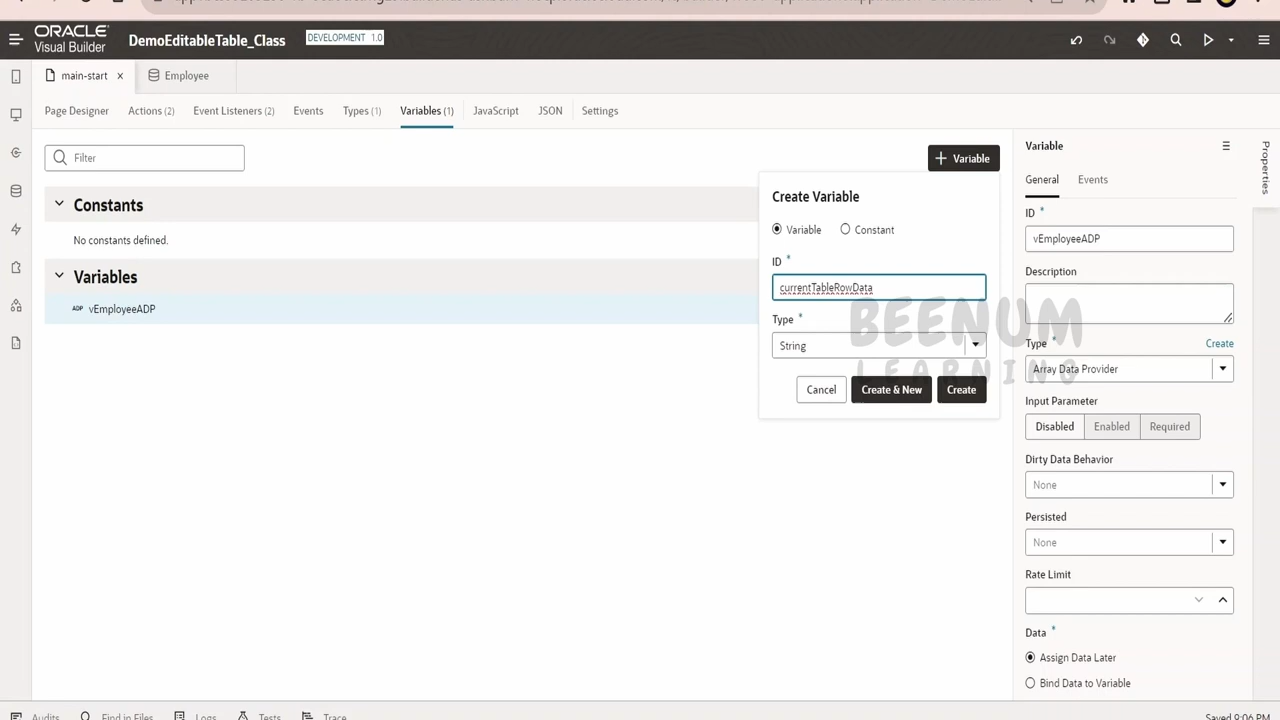 ORACLE
Visual Builder
DemoEditableTable_Class
DEVELOPMENT 1.0
main-start
Employee
Page Designer
Actions (2)
Event Listeners (2)
Events
Types (1)
Variables (1)
JavaScript
JSON
Settings
Filter
+ Variable
Constants
No constants defined.
Variables
ADP vEmployeeADP
Create Variable
Variable
Constant
ID *
currentTableRowData
Type *
String
Cancel
Create & New
Create
BEENUM
LEARNING
Variable
Properties
General
Events
ID *
vEmployeeADP
Description
Type *
Create
Array Data Provider
Input Parameter
Disabled
Enabled
Required
Dirty Data Behavior
None
Persisted
None
Rate Limit
Data *
Assign Data Later
Bind Data to Variable
Audits
Find in Files
Logs
Tests
Trace
Saved 9:06 PM